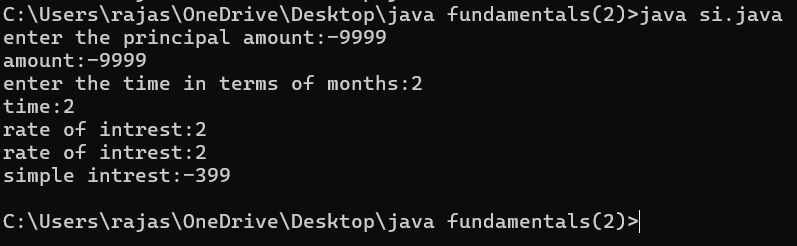 C:\Users\rajas\OneDrive\Desktop\java fundamentals(2)>java si.java
enter the principal amount:-9999
amount:-9999
enter the time in terms of months:2
time:2
rate of intrest:2
rate of intrest:2
simple intrest:-399
C:\Users\rajas\OneDrive\Desktop\java fundamentals(2)>